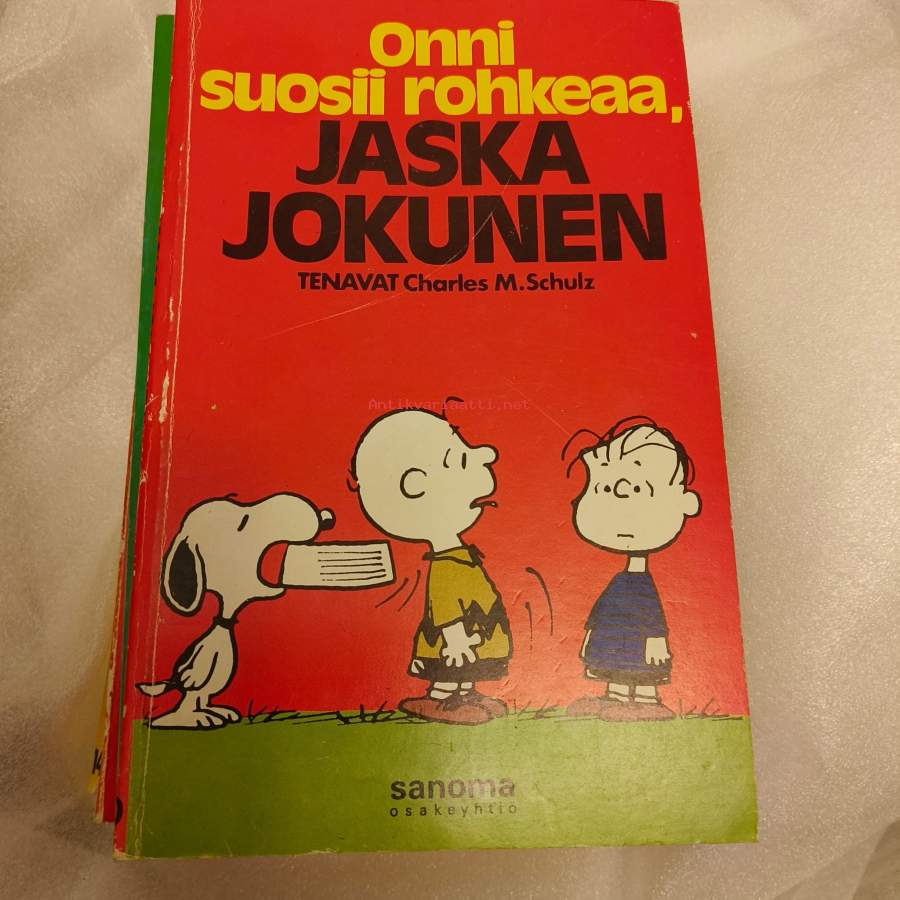 Onni
suosii rohkeaa,
JASKA
JOKUNEN
TENAVAT Charles M. Schulz
Antikvariaatti.net
sanoma
osakeyhtiö